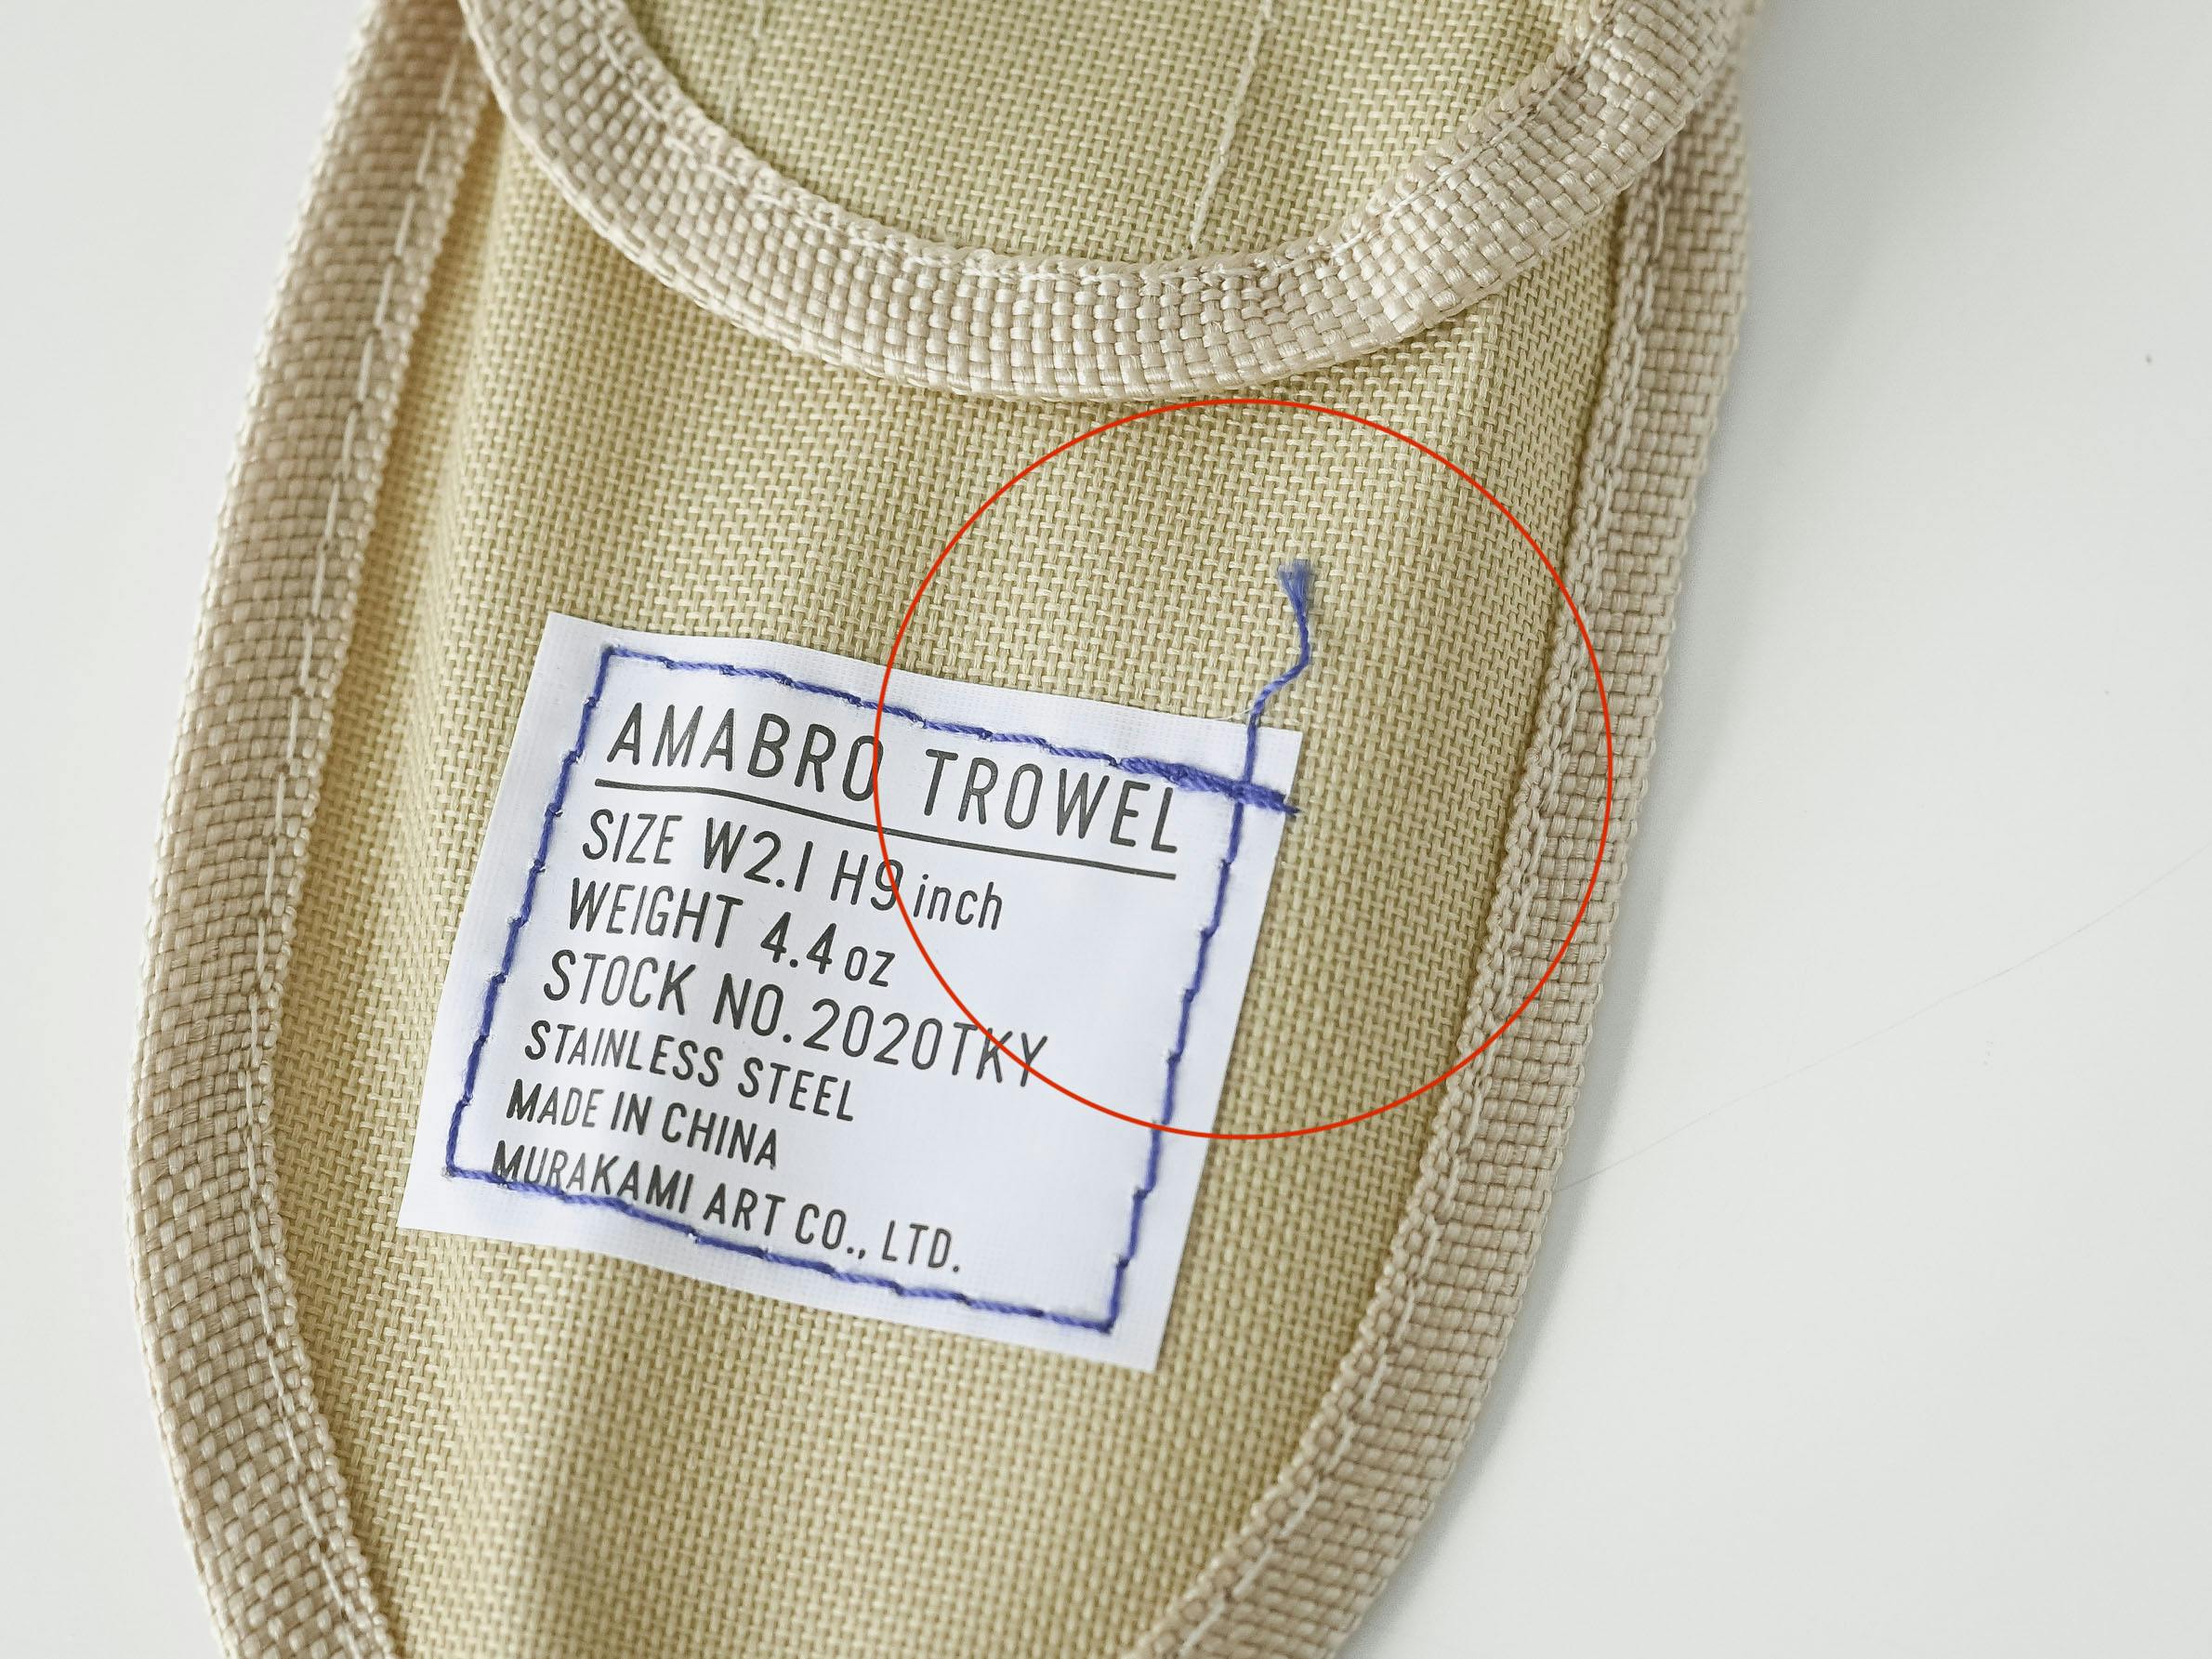 AMABRO TROWEL
SIZE W2.1 H9 inch
WEIGHT 4.4 oz
STOCK NO.2020TKY
STAINLESS STEEL
MADE IN CHINA
MURAKAMI ART CO., LTD.